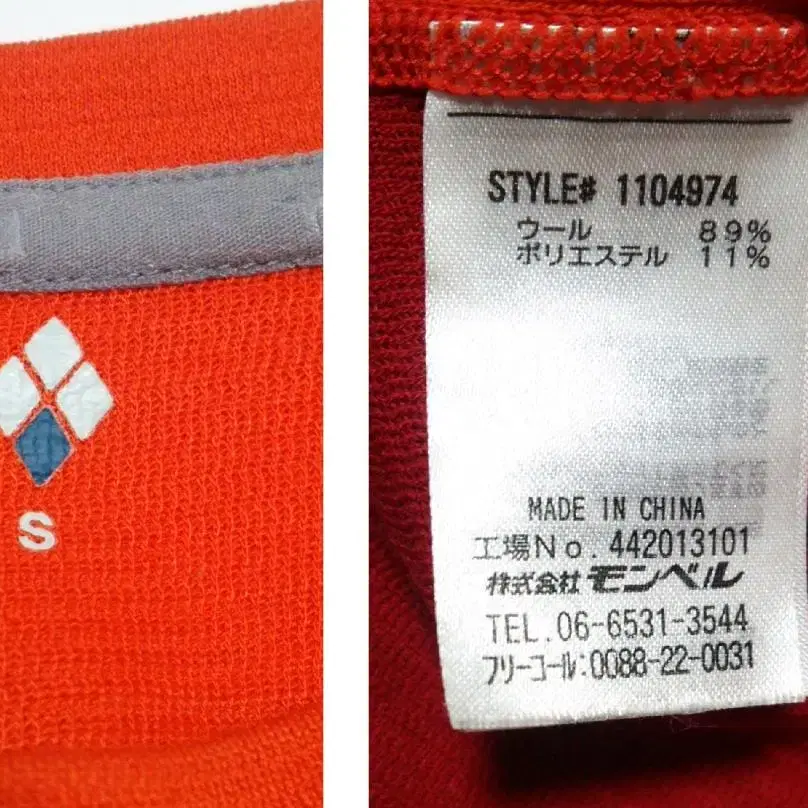 S
STYLE# 1104974
ウール 89%
ポリエステル 11%
MADE IN CHINA
工場No. 442013101
株式会社 モンベル
TEL.06-6531-3544
フリーコール:0088-22-0031